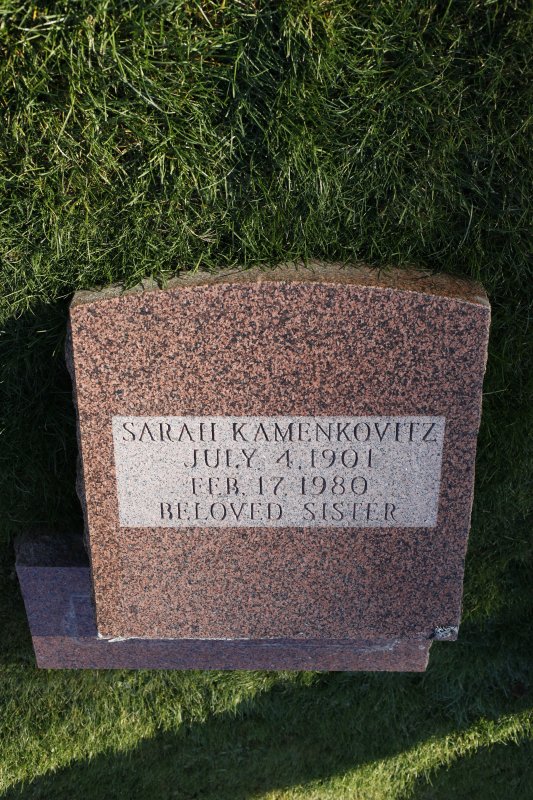 SARAH KAMENKOVITZ
JULY 4, 1901
FEB. 17, 1980
BELOVED SISTER